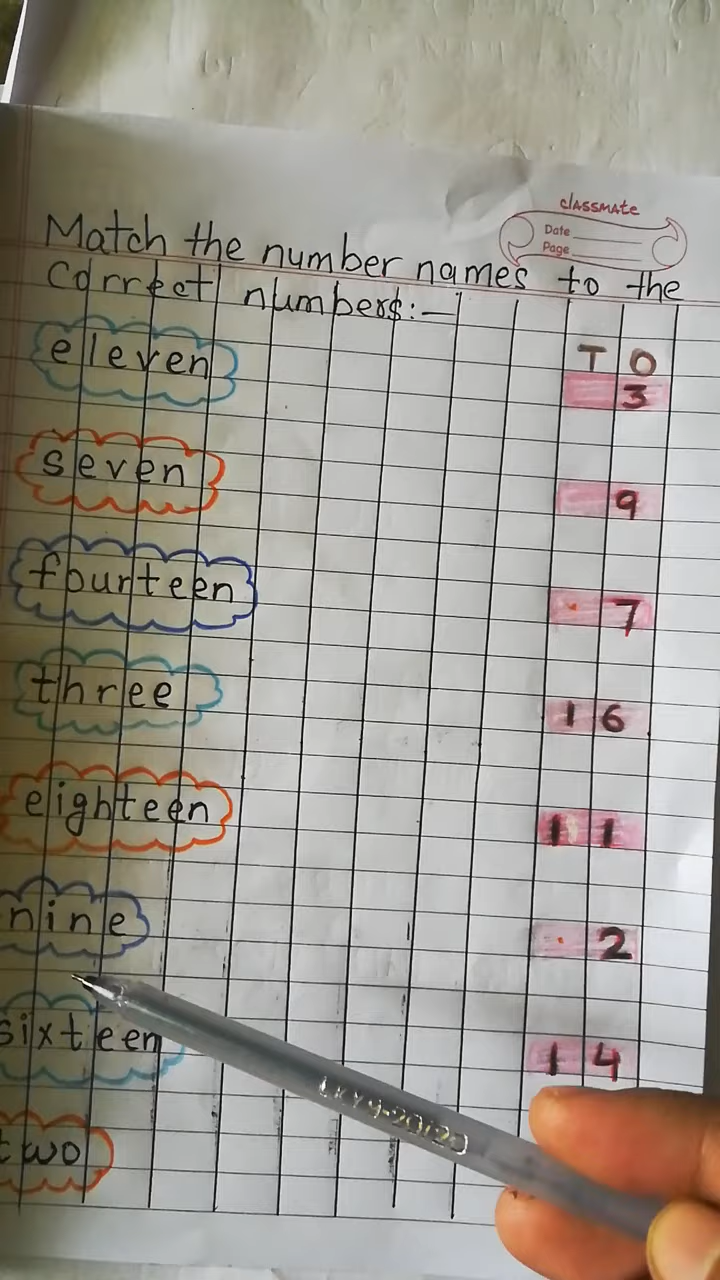 classmate
Date
Page
Match the number names to the
Correct numbers:-
T O
eleven
3
seven
9
fourteen
7
three
16
eighteen
11
nine
2
sixteen
14
two